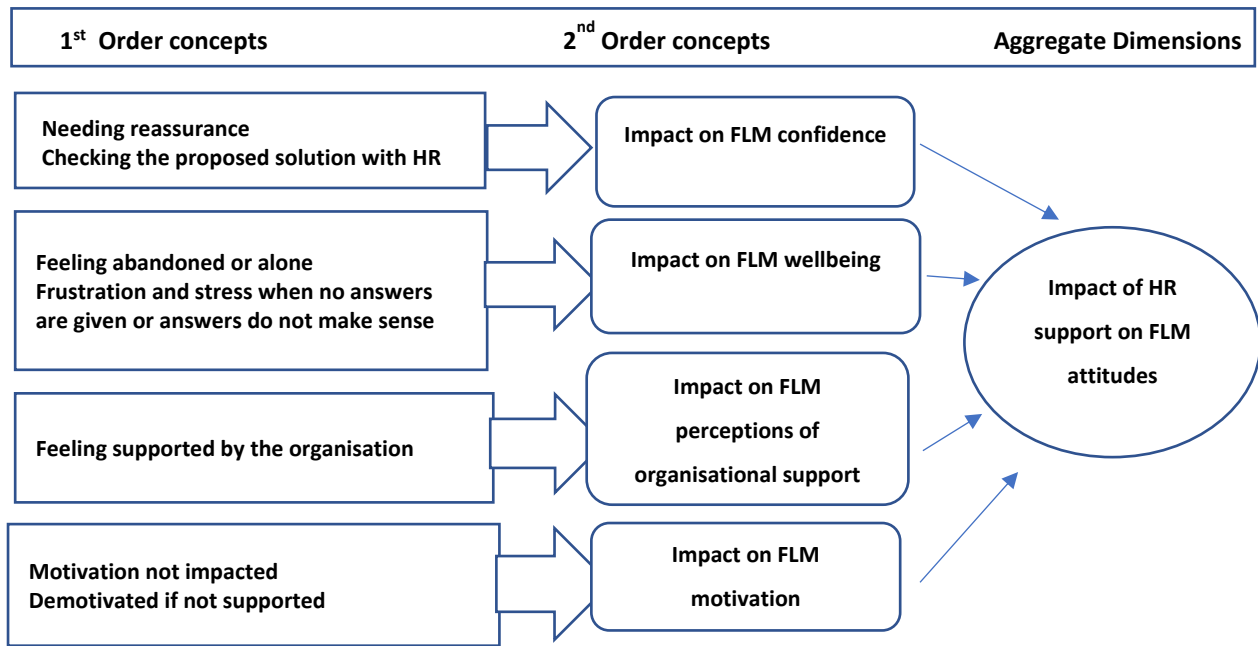 1st Order concepts
2nd Order concepts
Aggregate Dimensions
Needing reassurance
Checking the proposed solution with HR
Impact on FLM confidence
Feeling abandoned or alone
Frustration and stress when no answers
are given or answers do not make sense
Impact on FLM wellbeing
Feeling supported by the organisation
Impact on FLM
perceptions of
organisational support
Motivation not impacted
Demotivated if not supported
Impact on FLM
motivation
Impact of HR
support on FLM
attitudes